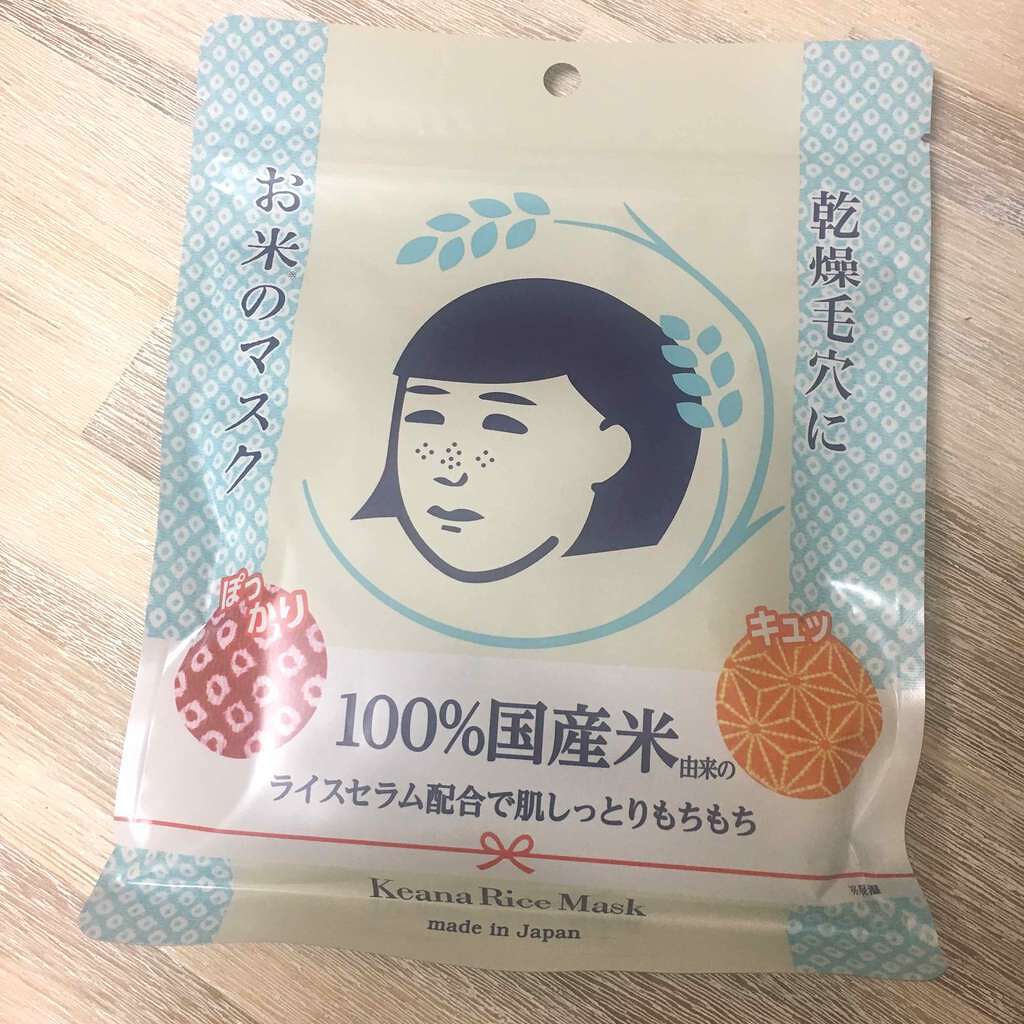 乾燥毛穴に
お米※のマスク
ぽっ
かり
キュッ
100%国産米由来の
ライスセラム配合で肌しっとりもちもち
Keana Rice Mask
made in Japan